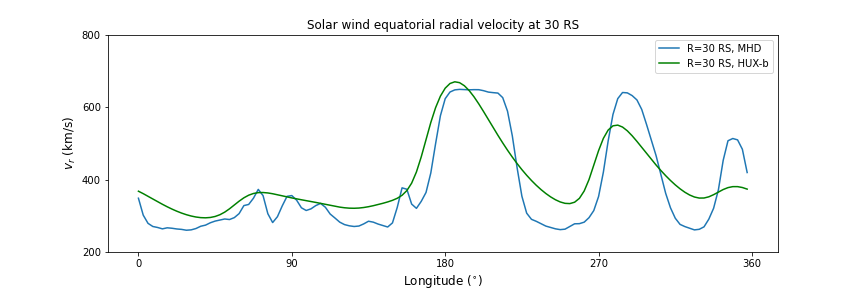 Solar wind equatorial radial velocity at 30 RS
R=30 RS, MHD
R=30 RS, HUX-b
800
600
400
200
v_r (km/s)
0 90 180 270 360
Longitude (°)